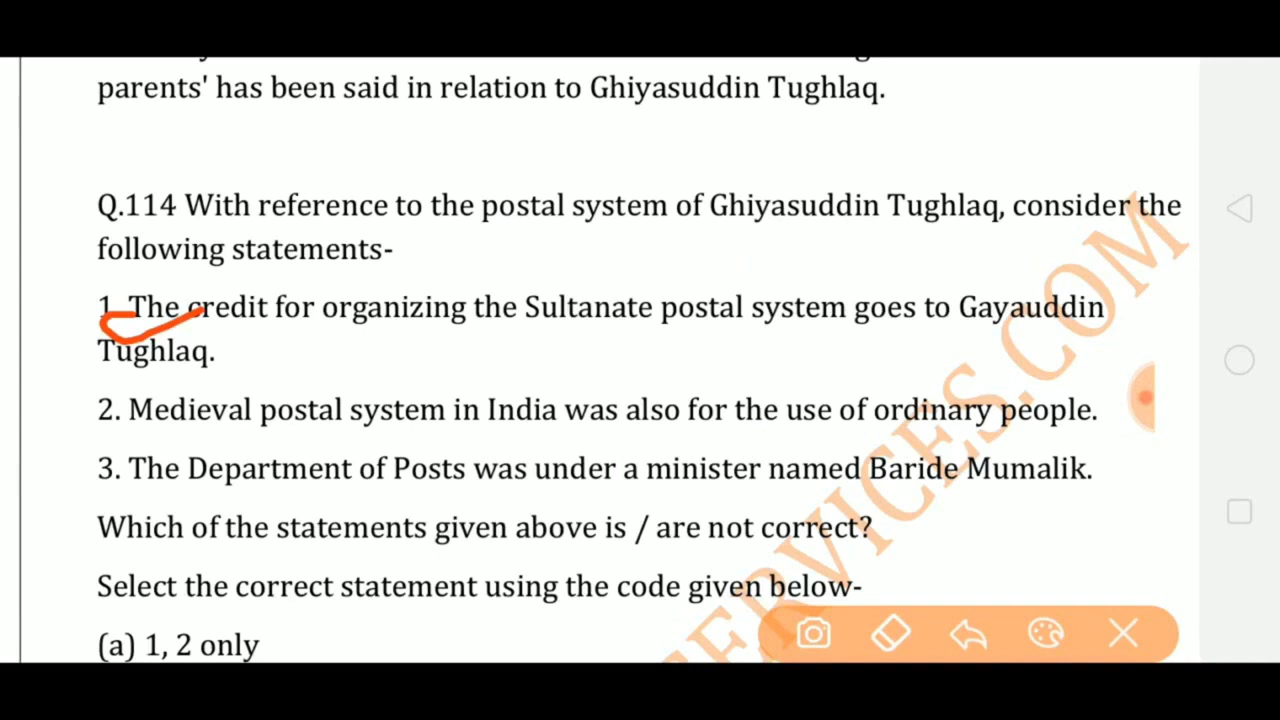 parents' has been said in relation to Ghiyasuddin Tughlaq.
Q.114 With reference to the postal system of Ghiyasuddin Tughlaq, consider the
following statements-
1. The credit for organizing the Sultanate postal system goes to Gayauddin
Tughlaq.
2. Medieval postal system in India was also for the use of ordinary people.
3. The Department of Posts was under a minister named Baride Mumalik.
Which of the statements given above is / are not correct?
Select the correct statement using the code given below-
(a) 1, 2 only
SERVICES.COM